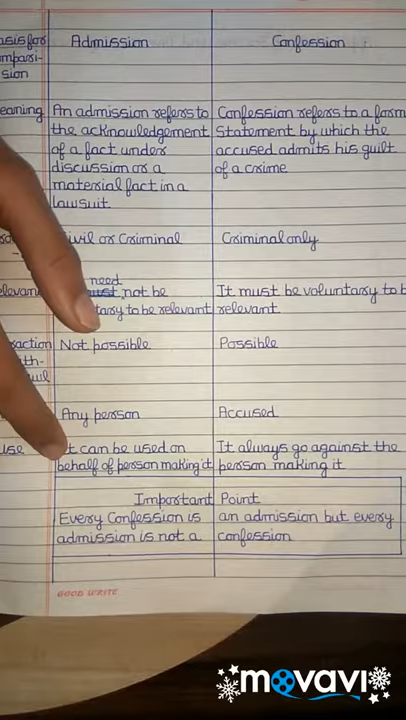 Admission Confession
An admission refers to Confession refers to a form
the acknowledgement Statement by which the
of a fact under accused admits his guilt
discussion or a of a crime
material fact in a
lawsuit.
Civil or Criminal Criminal only
need
not be It must be voluntary to be
to be relevant relevant.
Not possible Possible
Any person Accused
use It can be used on It always go against the
behalf of person making it person making it
Important Point
Every Confession is an admission but every
admission is not a confession
GOOD WRITE
movavi